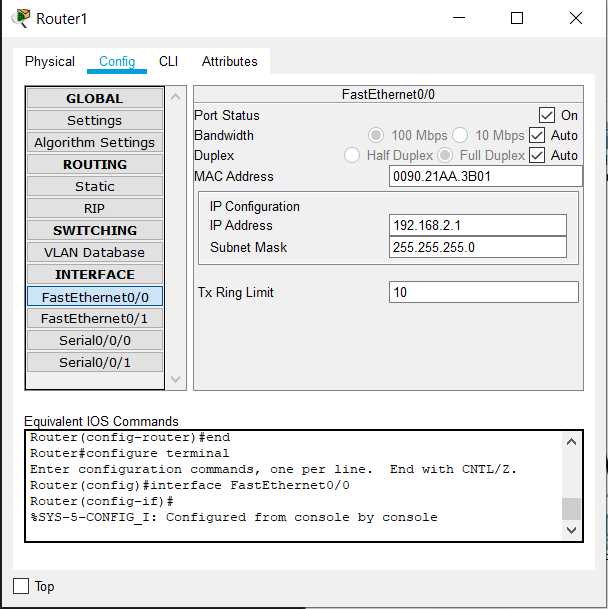 Router1
Physical Config CLI Attributes
GLOBAL
Settings
Algorithm Settings
ROUTING
Static
RIP
SWITCHING
VLAN Database
INTERFACE
FastEthernet0/0
FastEthernet0/1
Serial0/0/0
Serial0/0/1
FastEthernet0/0
Port Status On
Bandwidth 100 Mbps 10 Mbps Auto
Duplex Half Duplex Full Duplex Auto
MAC Address 0090.21AA.3B01
IP Configuration
IP Address 192.168.2.1
Subnet Mask 255.255.255.0
Tx Ring Limit 10
Equivalent IOS Commands
Router(config-router)#end
Router#configure terminal
Enter configuration commands, one per line. End with CNTL/Z.
Router(config)#interface FastEthernet0/0
Router(config-if)#
%SYS-5-CONFIG_I: Configured from console by console
Top